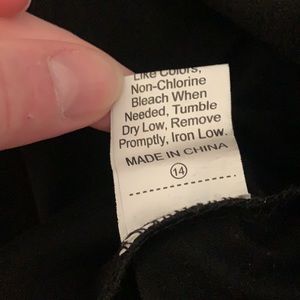 Like Colors,
Non-Chlorine
Bleach When
Needed, Tumble
Dry Low, Remove
Promptly, Iron Low.
MADE IN CHINA
14